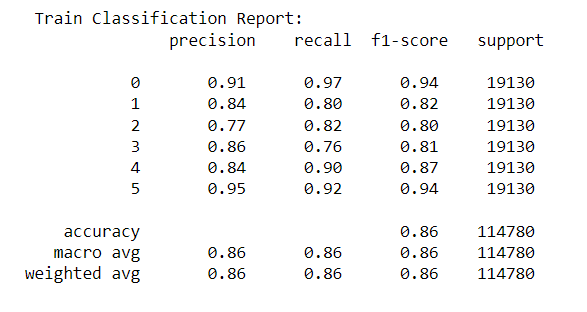 Train Classification Report:
precision recall f1-score support
0 0.91 0.97 0.94 19130
1 0.84 0.80 0.82 19130
2 0.77 0.82 0.80 19130
3 0.86 0.76 0.81 19130
4 0.84 0.90 0.87 19130
5 0.95 0.92 0.94 19130
accuracy 0.86 114780
macro avg 0.86 0.86 0.86 114780
weighted avg 0.86 0.86 0.86 114780